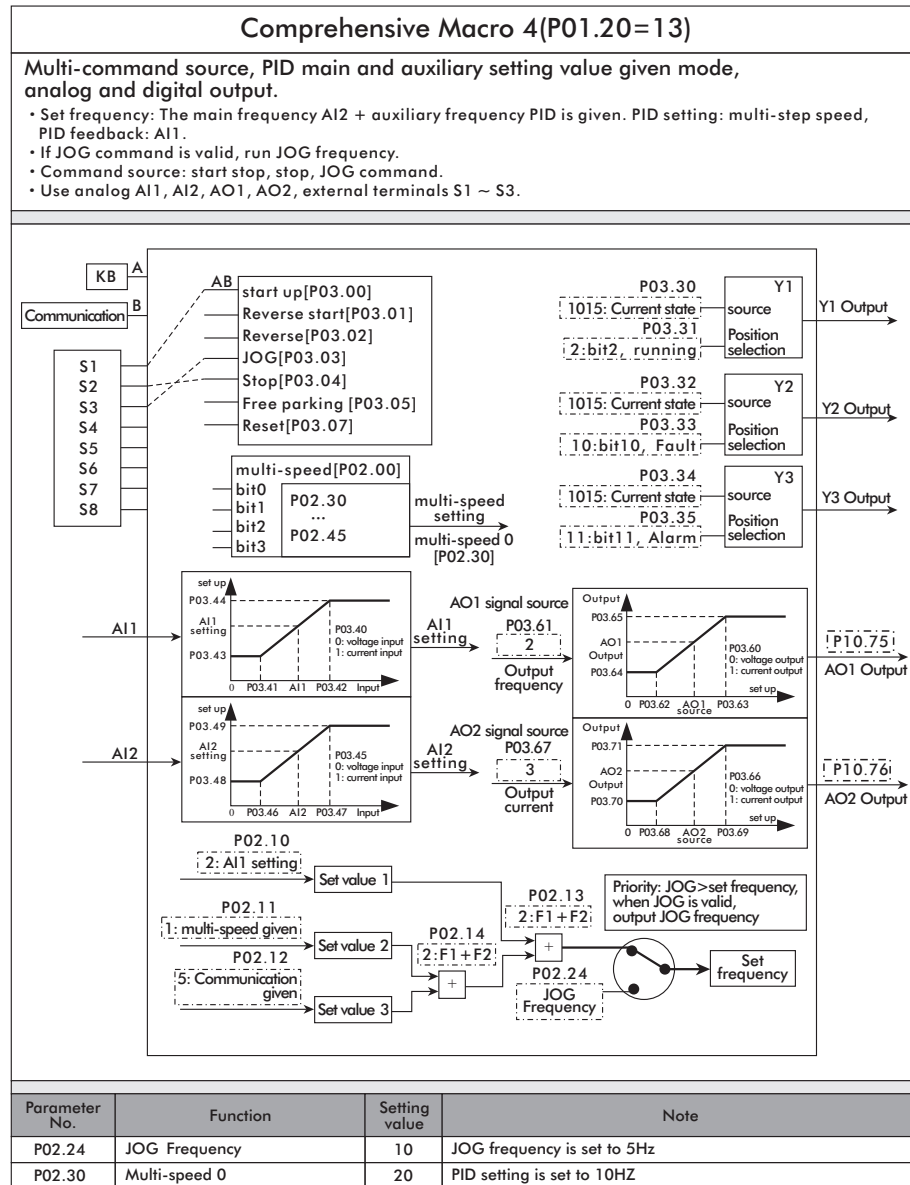 Comprehensive Macro 4(P01.20=13)
Multi-command source, PID main and auxiliary setting value given mode,
analog and digital output.
• Set frequency: The main frequency AI2 + auxiliary frequency PID is given. PID setting: multi-step speed,
PID feedback: AI1.
• If JOG command is valid, run JOG frequency.
• Command source: start stop, stop, JOG command.
• Use analog AI1, AI2, AO1, AO2, external terminals S1 ~ S3.
KB
A
Communication
B
S1
S2
S3
S4
S5
S6
S7
S8
AB
start up[P03.00]
Reverse start[P03.01]
Reverse[P03.02]
JOG[P03.03]
Stop[P03.04]
Free parking [P03.05]
Reset[P03.07]
multi-speed[P02.00]
bit0
bit1
bit2
bit3
P02.30
...
P02.45
multi-speed
setting
multi-speed 0
[P02.30]
P03.30
1015: Current state
P03.31
2:bit2, running
Y1
source
Position
selection
Y1 Output
P03.32
1015: Current state
P03.33
10:bit10, Fault
Y2
source
Position
selection
Y2 Output
P03.34
1015: Current state
P03.35
11:bit11, Alarm
Y3
source
Position
selection
Y3 Output
AI1
set up
P03.44
AI1
setting
P03.43
P03.40
0: voltage input
1: current input
0 P03.41 AI1 P03.42 Input
AI1
setting
AO1 signal source
P03.61
2
Output
frequency
Output
P03.65
AO1
Output
P03.64
P03.60
0: voltage output
1: current output
set up
0 P03.62 AO1 P03.63
source
P10.75
AO1 Output
AI2
set up
P03.49
AI2
setting
P03.48
P03.45
0: voltage input
1: current input
0 P03.46 AI2 P03.47 Input
AI2
setting
AO2 signal source
P03.67
3
Output
current
Output
P03.71
AO2
Output
P03.70
P03.66
0: voltage output
1: current output
set up
0 P03.68 AO2 P03.69
source
P10.76
AO2 Output
P02.10
2: AI1 setting
Set value 1
P02.11
1: multi-speed given
Set value 2
P02.12
5: Communication
given
Set value 3
P02.14
2:F1+F2
+
P02.13
2:F1+F2
+
P02.24
JOG
Frequency
Priority: JOG>set frequency,
when JOG is valid,
output JOG frequency
Set
frequency
Parameter No. Function Setting value Note
P02.24 JOG Frequency 10 JOG frequency is set to 5Hz
P02.30 Multi-speed 0 20 PID setting is set to 10HZ